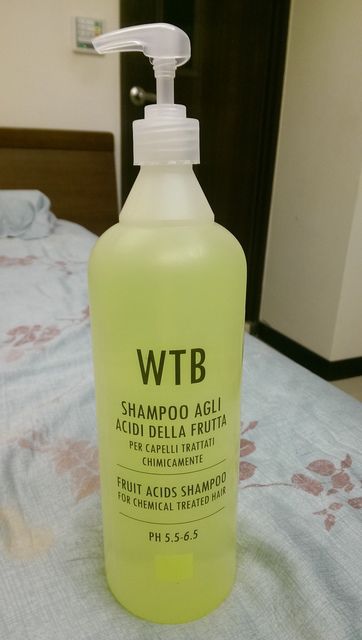 WTB
SHAMPOO AGLI
ACIDI DELLA FRUTTA
PER CAPELLI TRATTATI
CHIMICAMENTE
FRUIT ACIDS SHAMPOO
FOR CHEMICAL TREATED HAIR
PH 5.5-6.5